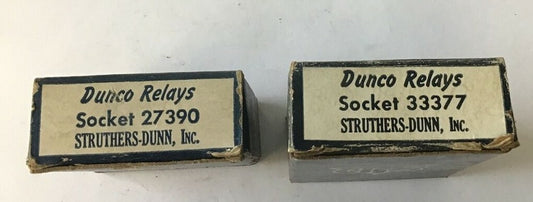 Dunco Relays
Socket 27390
STRUTHERS-DUNN, INC.
Dunco Relays
Socket 33377
STRUTHERS-DUNN, INC.